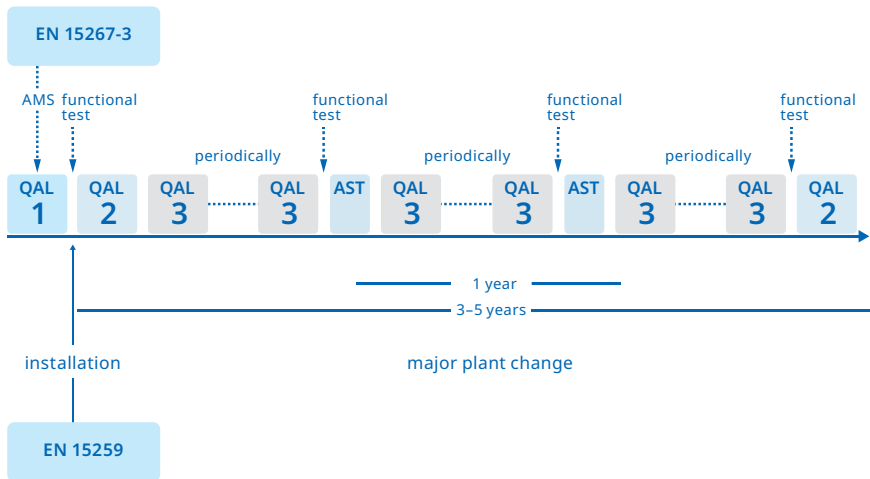 EN 15267-3
AMS functional functional functional functional
test test test test
periodically periodically periodically
QAL QAL QAL QAL AST QAL QAL AST QAL QAL QAL
1 2 3 3 3 3 3 3 2
1 year
3–5 years
installation major plant change
EN 15259